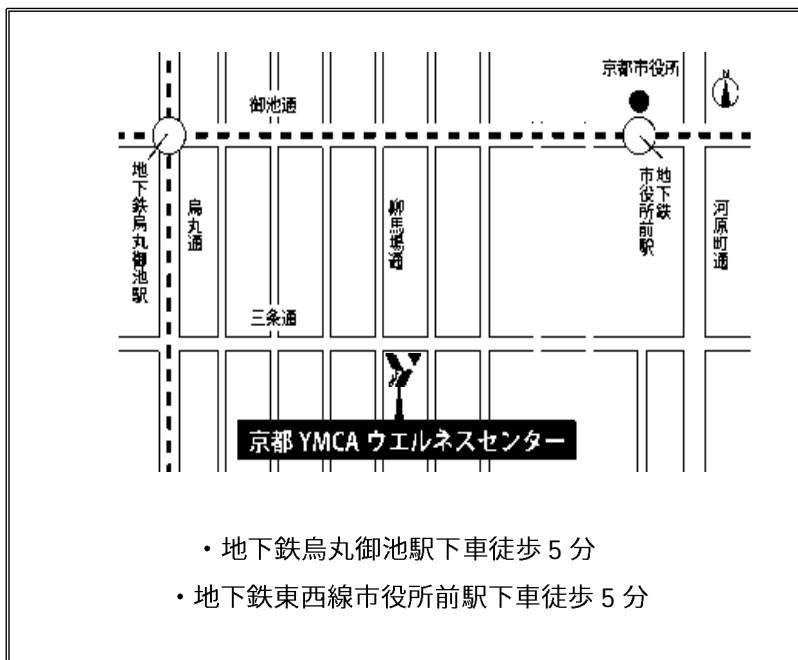 京都市役所
N
御池通
地下鉄烏丸御池駅
烏丸通
柳馬場通
地下鉄
市役所前駅
河原町通
三条通
京都 YMCA ウエルネスセンター
・地下鉄烏丸御池駅下車徒歩 5 分
・地下鉄東西線市役所前駅下車徒歩 5 分